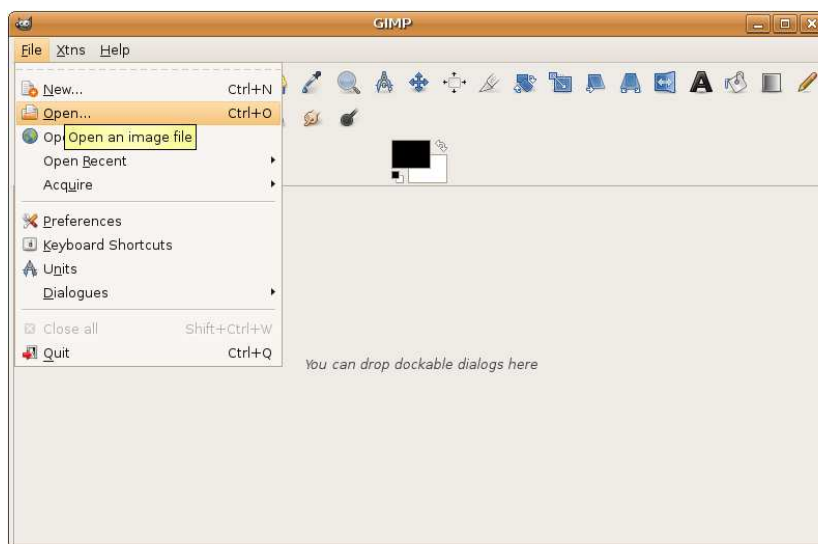 GIMP
File Xtns Help
New... Ctrl+N
Open... Ctrl+O
Op
Open an image file
Open Recent
Acquire
Preferences
Keyboard Shortcuts
Units
Dialogues
Close all Shift+Ctrl+W
Quit Ctrl+Q
You can drop dockable dialogs here